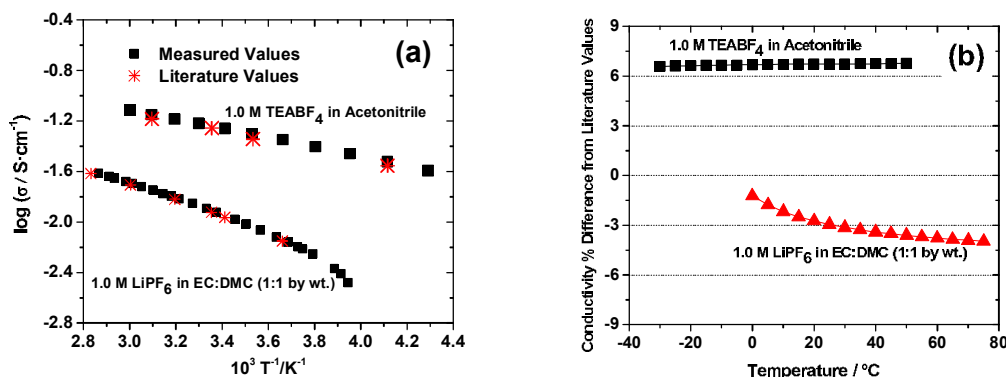 -0.4
-0.8
-1.2
-1.6
-2.0
-2.4
-2.8
log (σ / S·cm⁻¹)
Measured Values
Literature Values
(a)
1.0 M TEABF₄ in Acetonitrile
1.0 M LiPF₆ in EC:DMC (1:1 by wt.)
2.8 3.0 3.2 3.4 3.6 3.8 4.0 4.2 4.4
10³ T⁻¹/K⁻¹
9
6
3
0
-3
-6
-9
Conductivity % Difference from Literature Values
1.0 M TEABF₄ in Acetonitrile
(b)
1.0 M LiPF₆ in EC:DMC (1:1 by wt.)
-40 -20 0 20 40 60 80
Temperature / °C